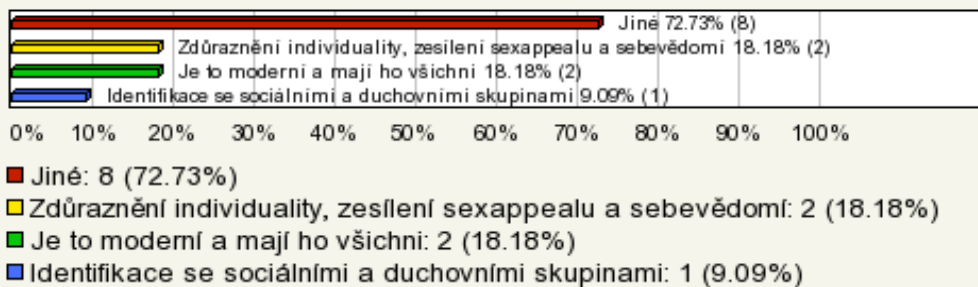 Jiné 72.73% (8)
Zdůraznění individuality, zesílení sexappealu a sebevědomí 18.18% (2)
Je to moderní a mají ho všichni 18.18% (2)
Identifikace se sociálními a duchovními skupinami 9.09% (1)
0% 10% 20% 30% 40% 50% 60% 70% 80% 90% 100%
Jiné: 8 (72.73%)
Zdůraznění individuality, zesílení sexappealu a sebevědomí: 2 (18.18%)
Je to moderní a mají ho všichni: 2 (18.18%)
Identifikace se sociálními a duchovními skupinami: 1 (9.09%)